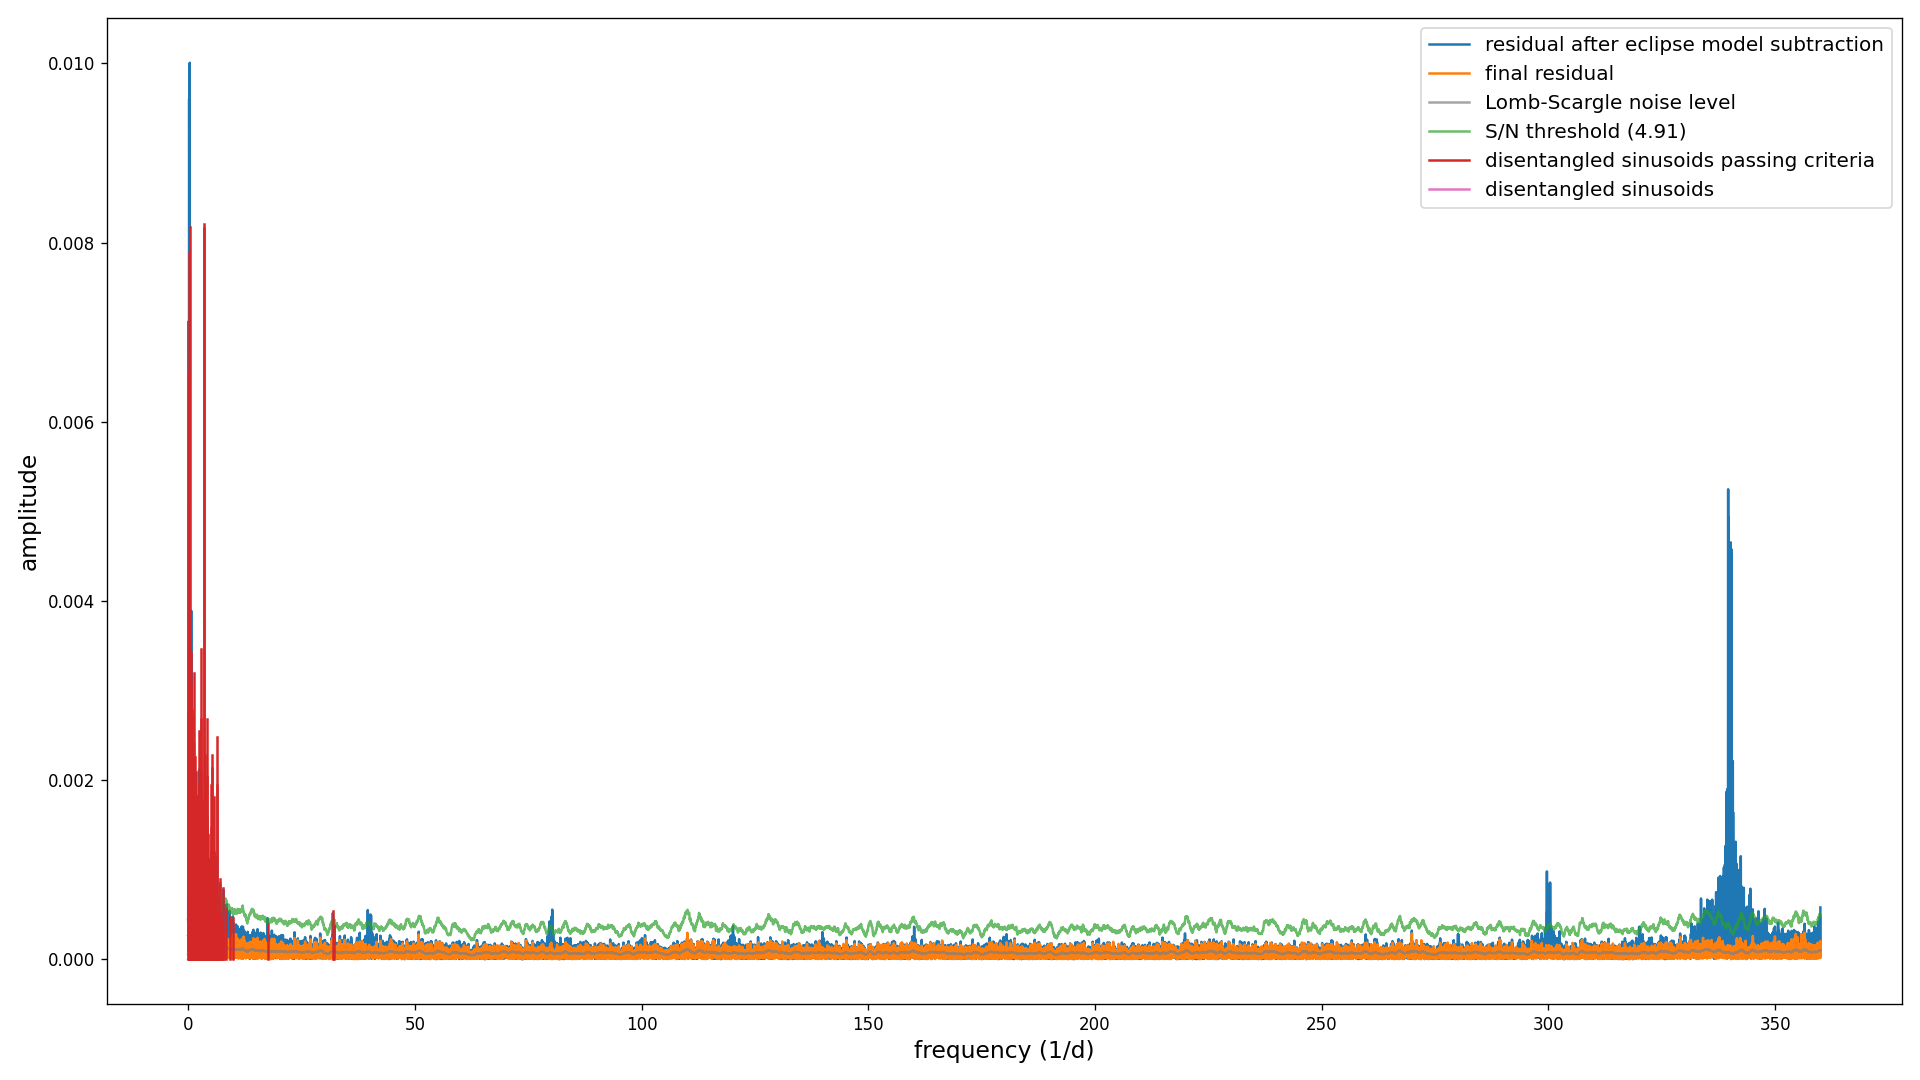 residual after eclipse model subtraction
final residual
Lomb-Scargle noise level
S/N threshold (4.91)
disentangled sinusoids passing criteria
disentangled sinusoids
0.010
0.008
0.006
0.004
0.002
0.000
amplitude
0 50 100 150 200 250 300 350
frequency (1/d)